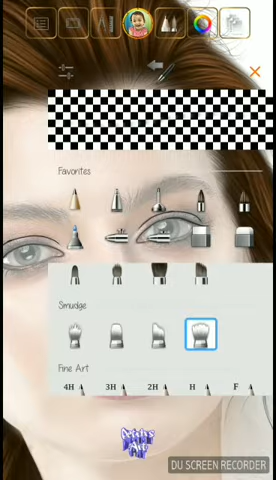 Favorites
Smudge
Fine Art
4H 3H 2H H F
DU SCREEN RECORDER